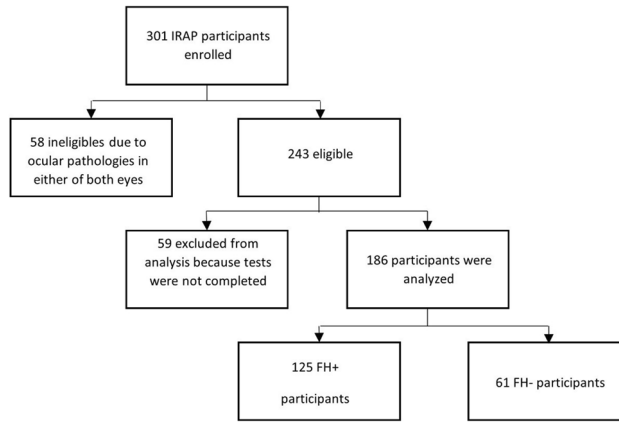 301 IRAP participants
enrolled
58 ineligibles due to
ocular pathologies in
either of both eyes
243 eligible
59 excluded from
analysis because tests
were not completed
186 participants were
analyzed
125 FH+
participants
61 FH- participants